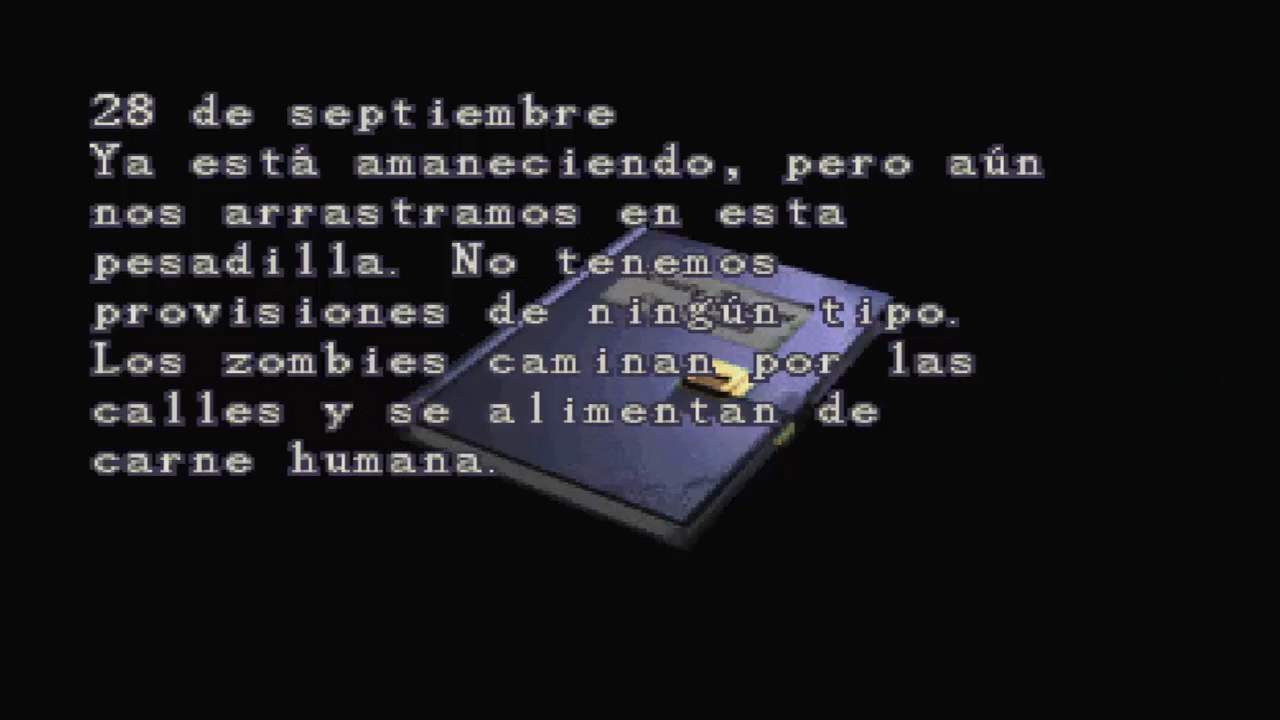 28 de septiembre
Ya está amaneciendo, pero aún
nos arrastramos en esta
pesadilla. No tenemos
provisiones de ningún tipo.
Los zombies caminan por las
calles y se alimentan de
carne humana.